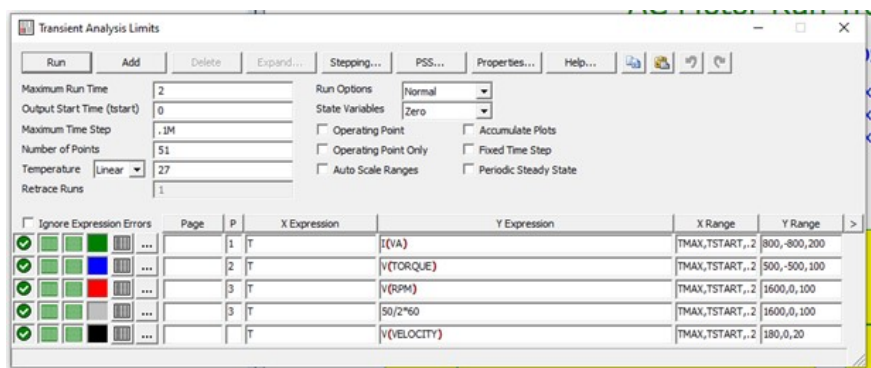 Transient Analysis Limits
Run Add Delete Expand... Stepping... PSS... Properties... Help...
Maximum Run Time 2 Run Options Normal
Output Start Time (tstart) 0 State Variables Zero
Maximum Time Step .1M Operating Point Accumulate Plots
Number of Points 51 Operating Point Only Fixed Time Step
Temperature Linear 27 Auto Scale Ranges Periodic Steady State
Retrace Runs 1
Ignore Expression Errors Page P X Expression Y Expression X Range Y Range >
... 1 T I(VA) TMAX,TSTART,.2 800,-800,200
... 2 T V(TORQUE) TMAX,TSTART,.2 500,-500,100
... 3 T V(RPM) TMAX,TSTART,.2 1600,0,100
... 3 T 50/2*60 TMAX,TSTART,.2 1600,0,100
... T V(VELOCITY) TMAX,TSTART,.2 180,0,20